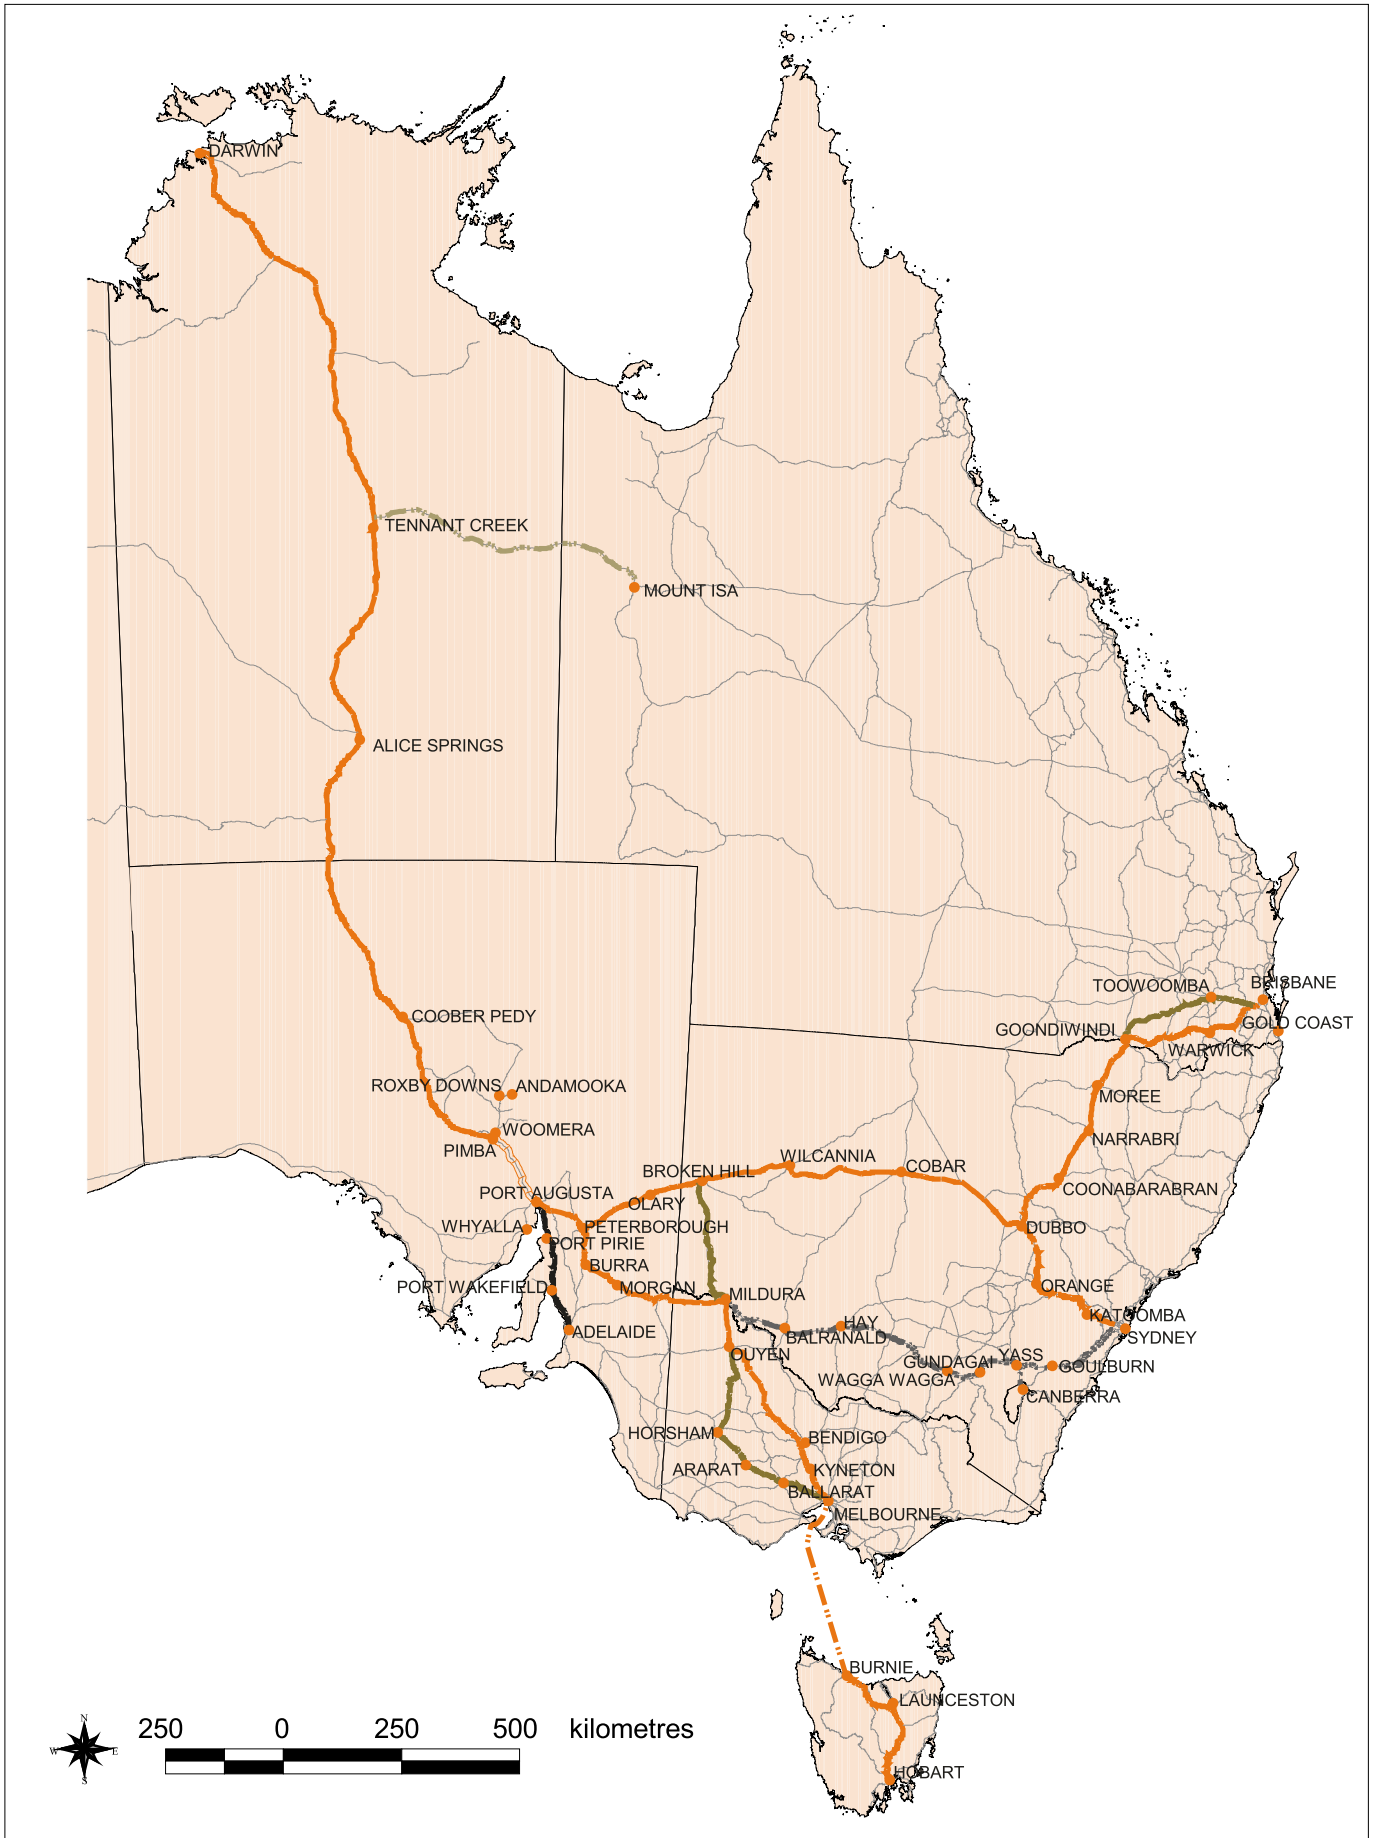 DARWIN
TENNANT CREEK
MOUNT ISA
ALICE SPRINGS
TOOWOOMBA
BRISBANE
COOBER PEDY
GOONDIWINDI
GOLD COAST
WARWICK
ROXBY DOWNS
ANDAMOOKA
MOREE
WOOMERA
NARRABRI
PIMBA
WILCANNIA
BROKEN HILL
COBAR
COONABARABRAN
PORT AUGUSTA
OLARY
WHYALLA
PETERBOROUGH
DUBBO
PORT PIRIE
BURRA
PORT WAKEFIELD
MORGAN
ORANGE
MILDURA
KATOOMBA
HAY
ADELAIDE
BALRANALD
SYDNEY
OUYEN
YASS
GUNDAGAI
GOULBURN
WAGGA WAGGA
CANBERRA
HORSHAM
BENDIGO
ARARAT
KYNETON
BALLARAT
MELBOURNE
BURNIE
LAUNCESTON
N
W
E
S
250 0 250 500 kilometres
HOBART